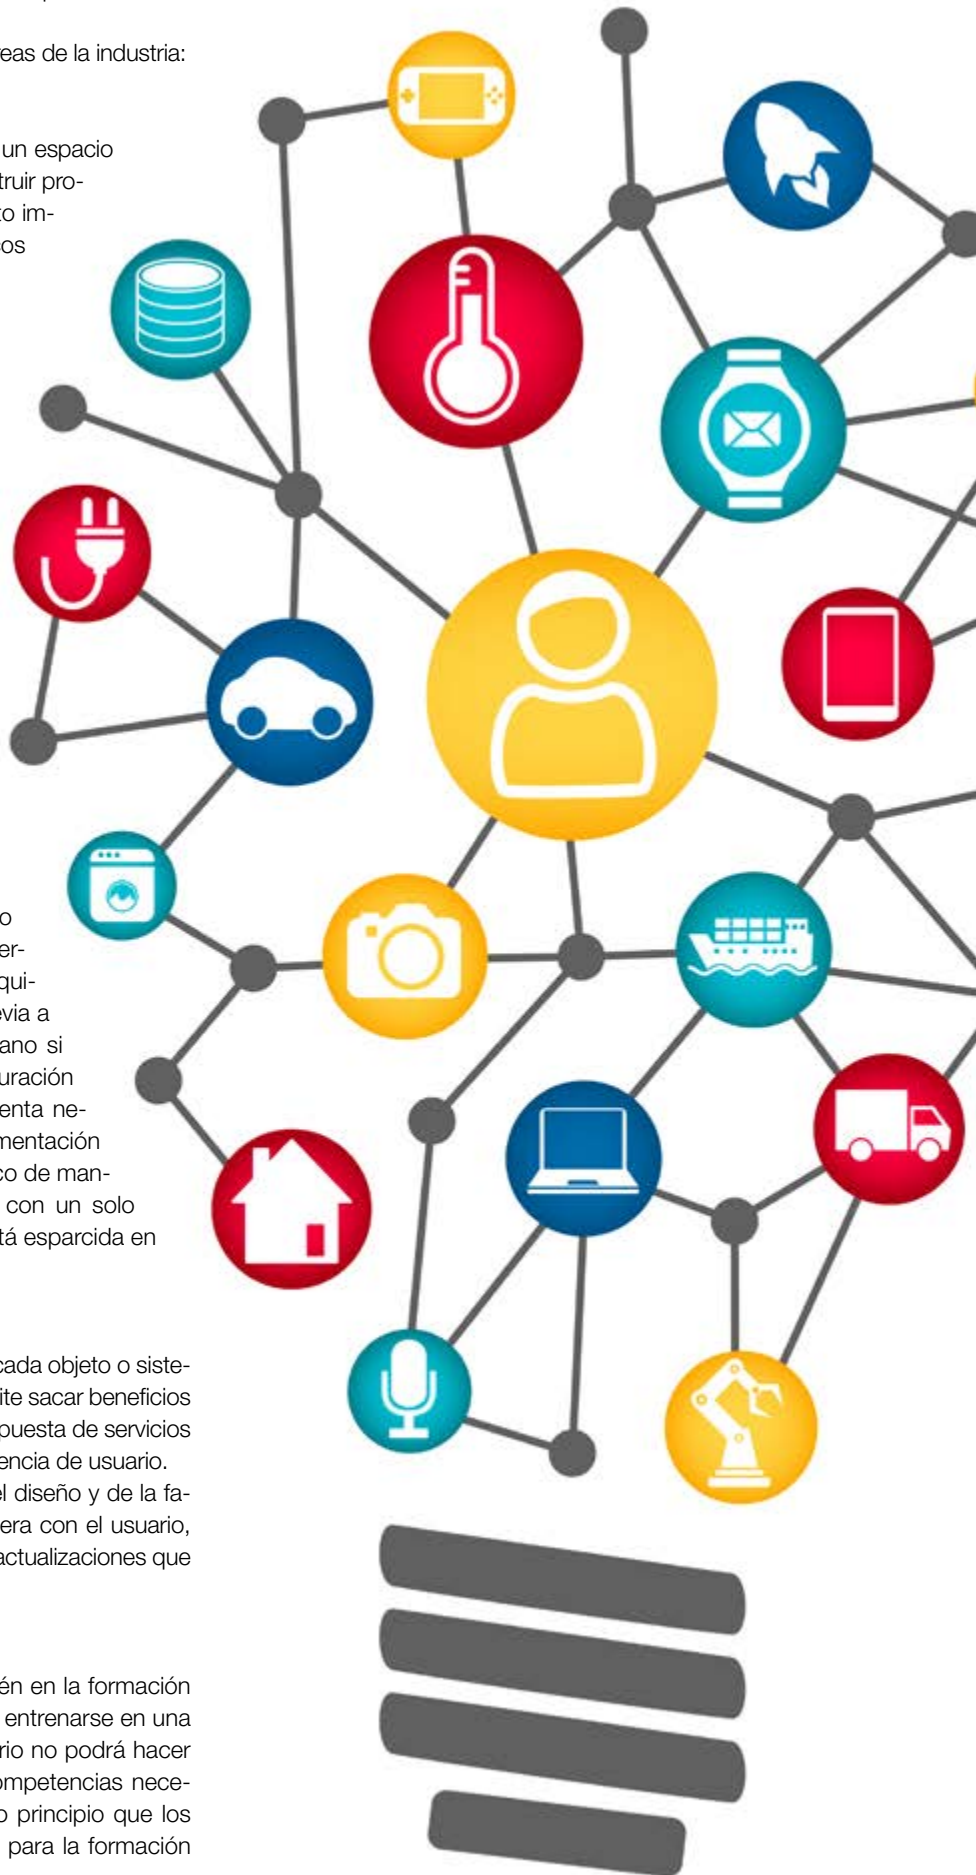 reas de la industria:
un espacio
truir pro-
to im-
cos
o
er-
qui-
evia a
ano si
uración
enta ne-
mentación
co de man-
con un solo
tá esparcida en
cada objeto o siste-
ite sacar beneficios
puesta de servicios
encia de usuario.
el diseño y de la fa-
era con el usuario,
actualizaciones que
én en la formación
entrenarse en una
rio no podrá hacer
ompetencias nece-
o principio que los
para la formación